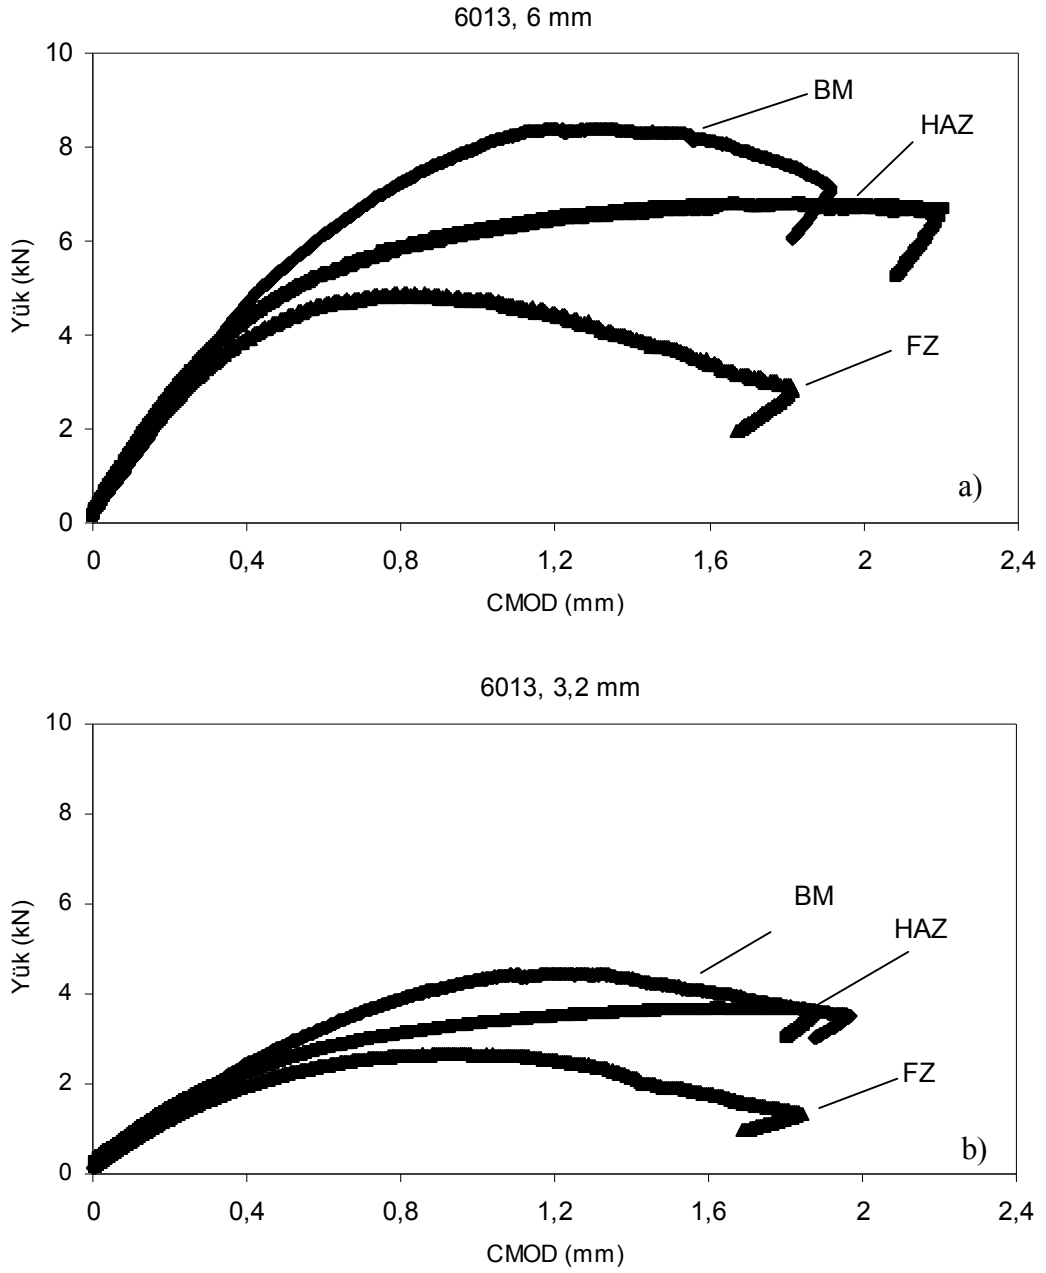 6013, 6 mm
10
BM
HAZ
8
6
Yük (kN)
4
FZ
2
a)
0
0 0,4 0,8 1,2 1,6 2 2,4
CMOD (mm)
6013, 3,2 mm
10
8
6
BM
HAZ
Yük (kN)
4
2
FZ
b)
0
0 0,4 0,8 1,2 1,6 2 2,4
CMOD (mm)